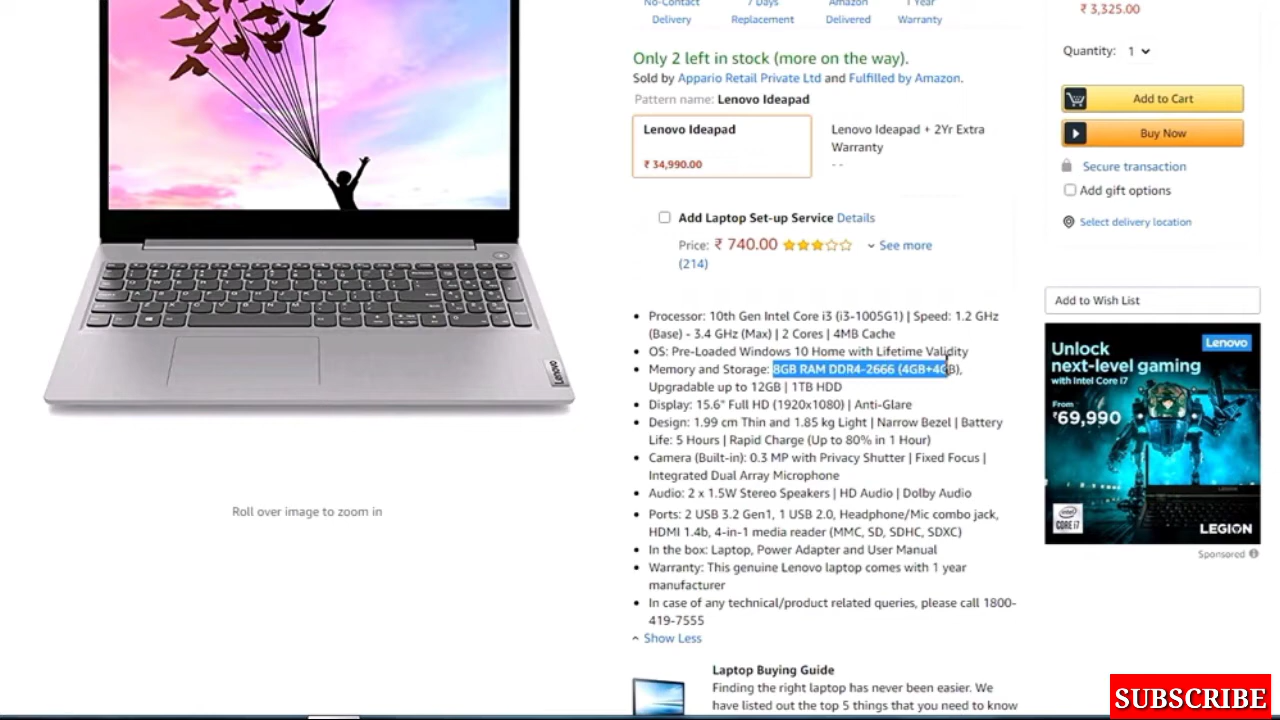 No-Contact
Delivery
7 Days
Replacement
Amazon
Delivered
1 Year
Warranty
Only 2 left in stock (more on the way).
Sold by Appario Retail Private Ltd and Fulfilled by Amazon.
Pattern name: Lenovo Ideapad
Lenovo Ideapad
₹ 34,990.00
Lenovo Ideapad + 2Yr Extra
Warranty
- -
Add Laptop Set-up Service Details
Price: ₹ 740.00 See more
(214)
Processor: 10th Gen Intel Core i3 (i3-1005G1) | Speed: 1.2 GHz
(Base) - 3.4 GHz (Max) | 2 Cores | 4MB Cache
OS: Pre-Loaded Windows 10 Home with Lifetime Validity
Memory and Storage: 8GB RAM DDR4-2666 (4GB+4GB),
Upgradable up to 12GB | 1TB HDD
Display: 15.6" Full HD (1920x1080) | Anti-Glare
Design: 1.99 cm Thin and 1.85 kg Light | Narrow Bezel | Battery
Life: 5 Hours | Rapid Charge (Up to 80% in 1 Hour)
Camera (Built-in): 0.3 MP with Privacy Shutter | Fixed Focus |
Integrated Dual Array Microphone
Audio: 2 x 1.5W Stereo Speakers | HD Audio | Dolby Audio
Ports: 2 USB 3.2 Gen1, 1 USB 2.0, Headphone/Mic combo jack,
HDMI 1.4b, 4-in-1 media reader (MMC, SD, SDHC, SDXC)
In the box: Laptop, Power Adapter and User Manual
Warranty: This genuine Lenovo laptop comes with 1 year
manufacturer
In case of any technical/product related queries, please call 1800-
419-7555
Show Less
Laptop Buying Guide
Finding the right laptop has never been easier. We
have listed out the top 5 things that you need to know
₹ 3,325.00
Quantity: 1
Add to Cart
Buy Now
Secure transaction
Add gift options
Select delivery location
Add to Wish List
Lenovo
Unlock
next-level gaming
with Intel Core i7
From
₹69,990
intel
CORE i7
LEGION
Sponsored
Lenovo
Roll over image to zoom in
SUBSCRIBE